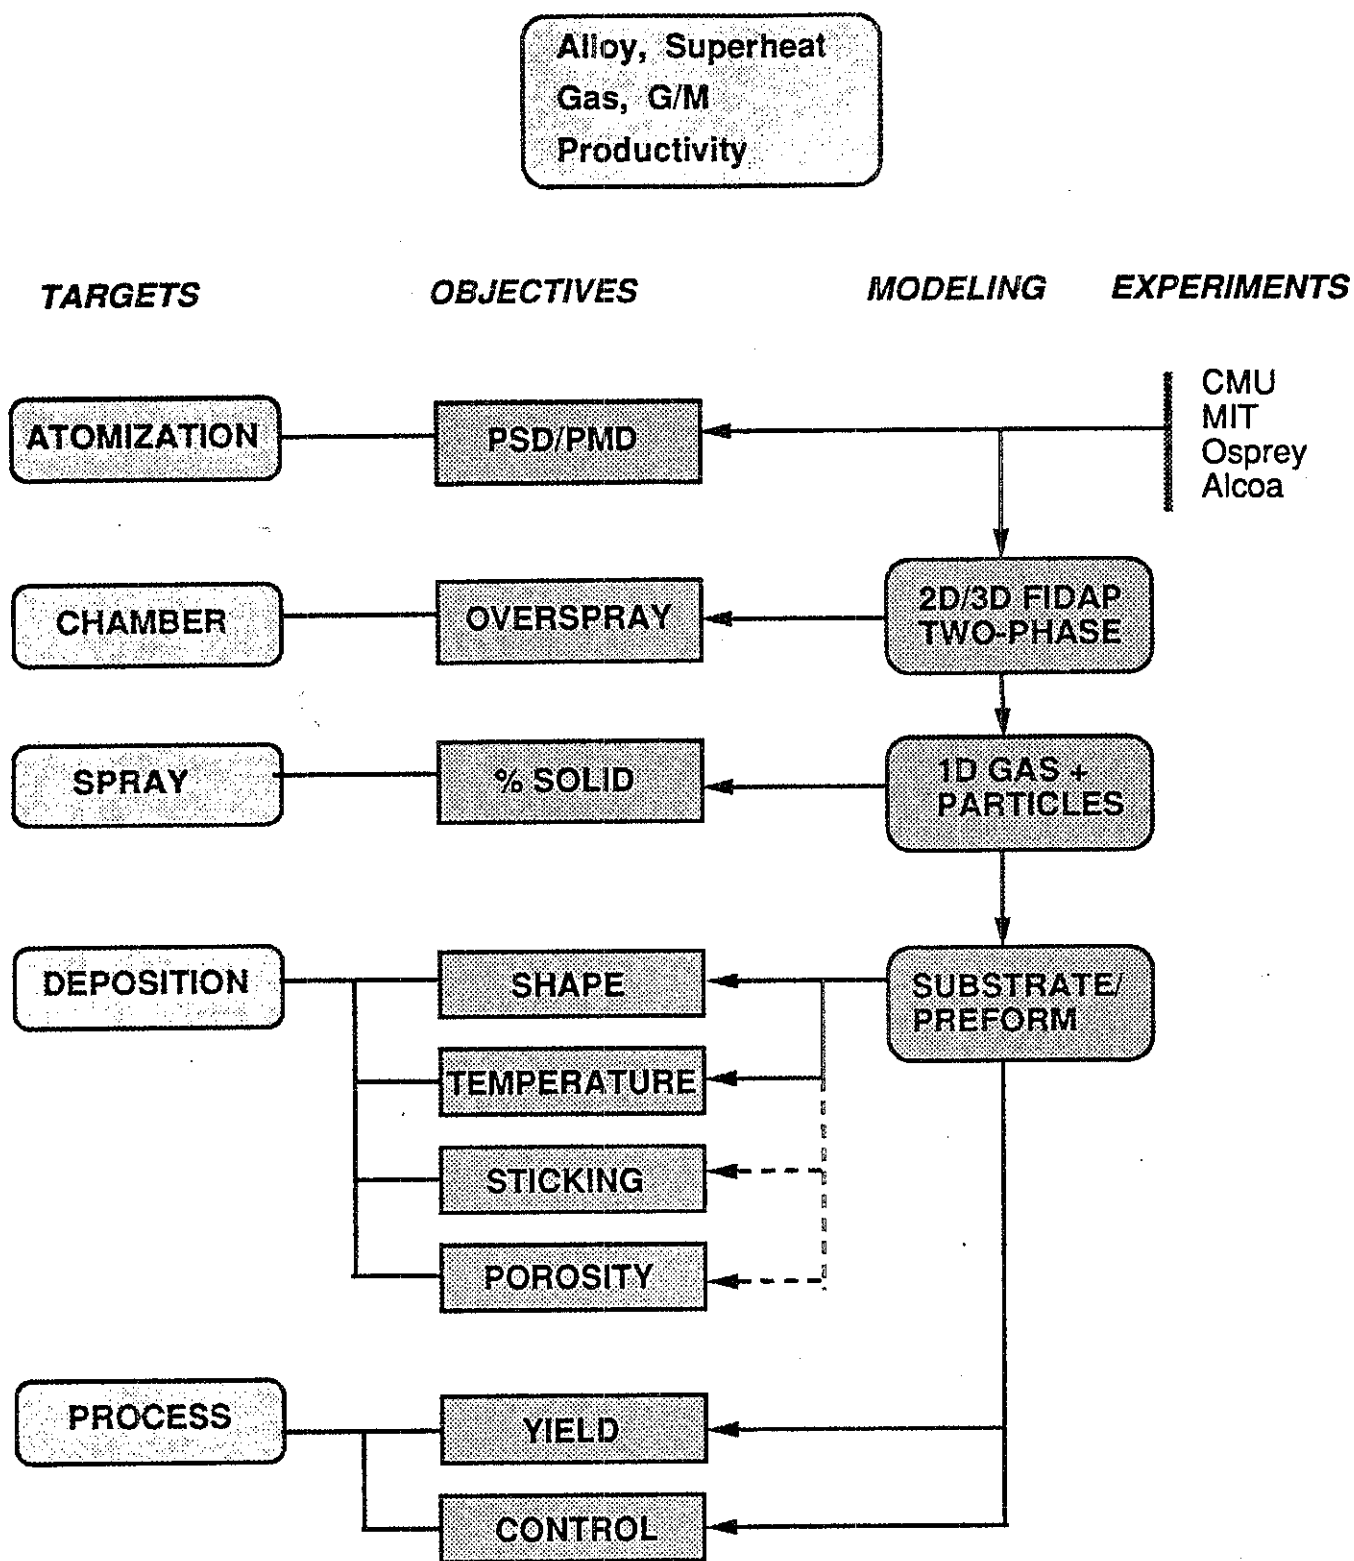 Alloy, Superheat
Gas, G/M
Productivity
TARGETS OBJECTIVES MODELING EXPERIMENTS
CMU
MIT
Osprey
Alcoa
ATOMIZATION PSD/PMD
2D/3D FIDAP
TWO-PHASE
CHAMBER OVERSPRAY
1D GAS +
PARTICLES
SPRAY % SOLID
DEPOSITION SHAPE
SUBSTRATE/
PREFORM
TEMPERATURE
STICKING
POROSITY
PROCESS YIELD
CONTROL